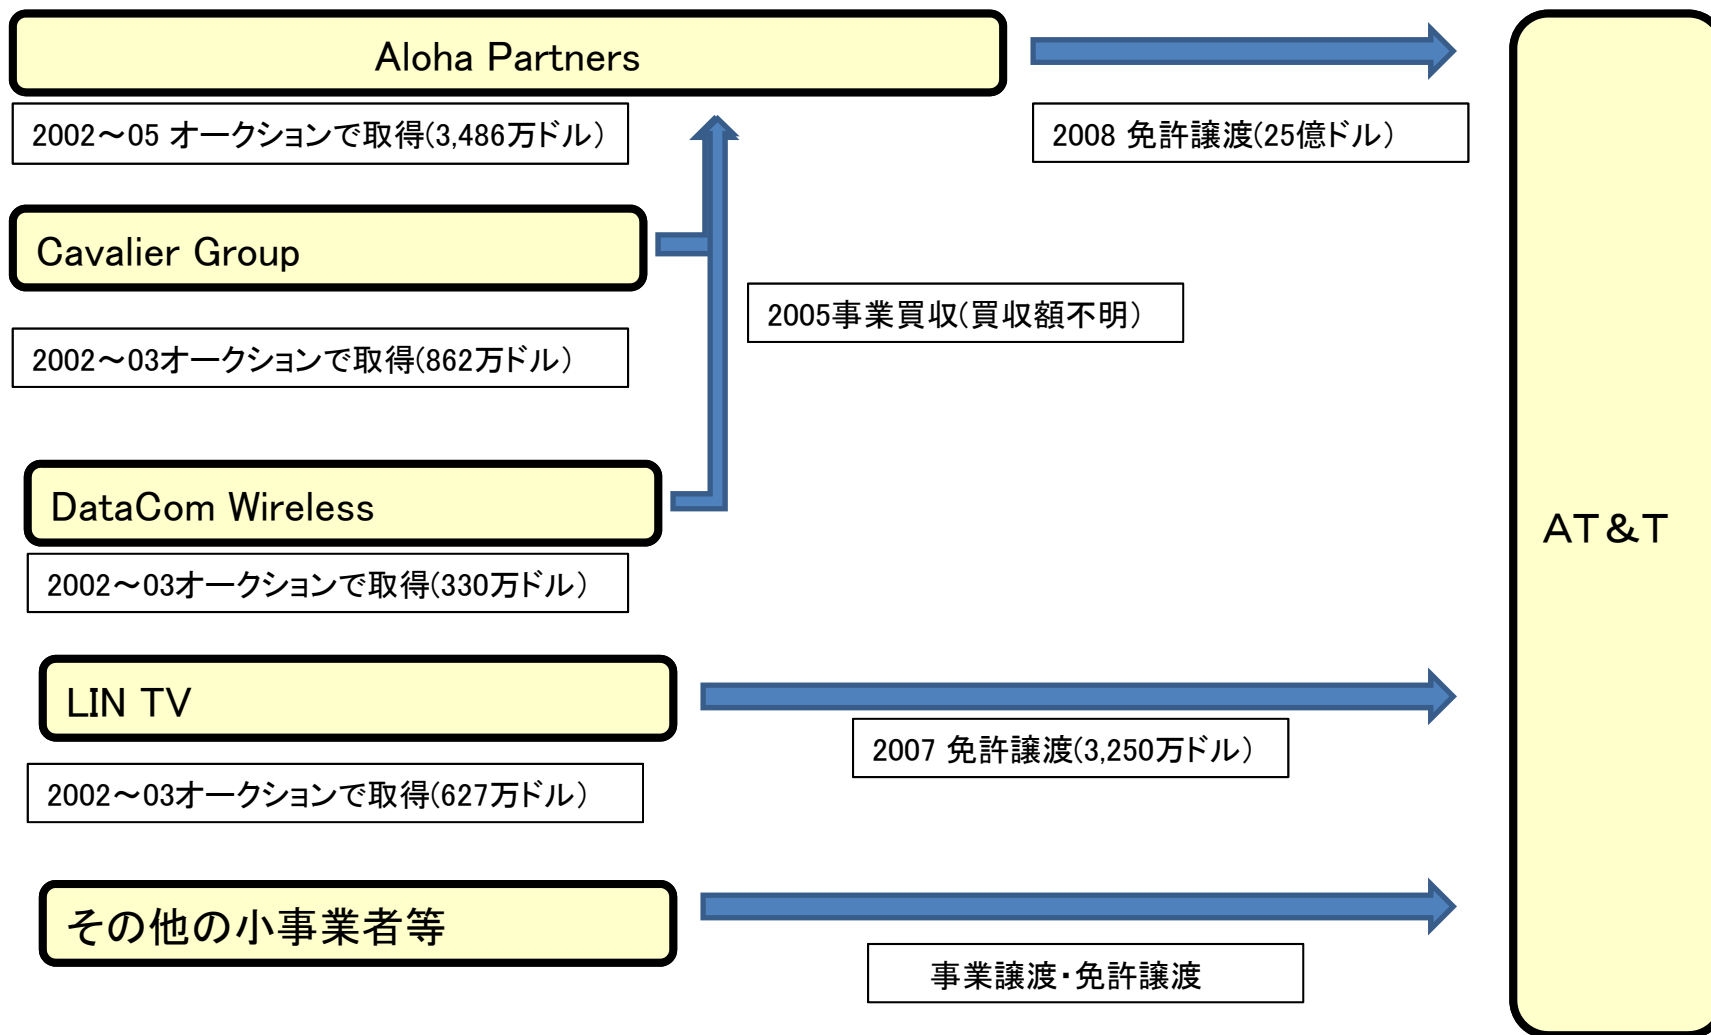 Aloha Partners
2002～05 オークションで取得(3,486万ドル)
2008 免許譲渡(25億ドル)
Cavalier Group
2005事業買収(買収額不明)
2002～03オークションで取得(862万ドル)
DataCom Wireless
AT&T
2002～03オークションで取得(330万ドル)
LIN TV
2007 免許譲渡(3,250万ドル)
2002～03オークションで取得(627万ドル)
その他の小事業者等
事業譲渡・免許譲渡